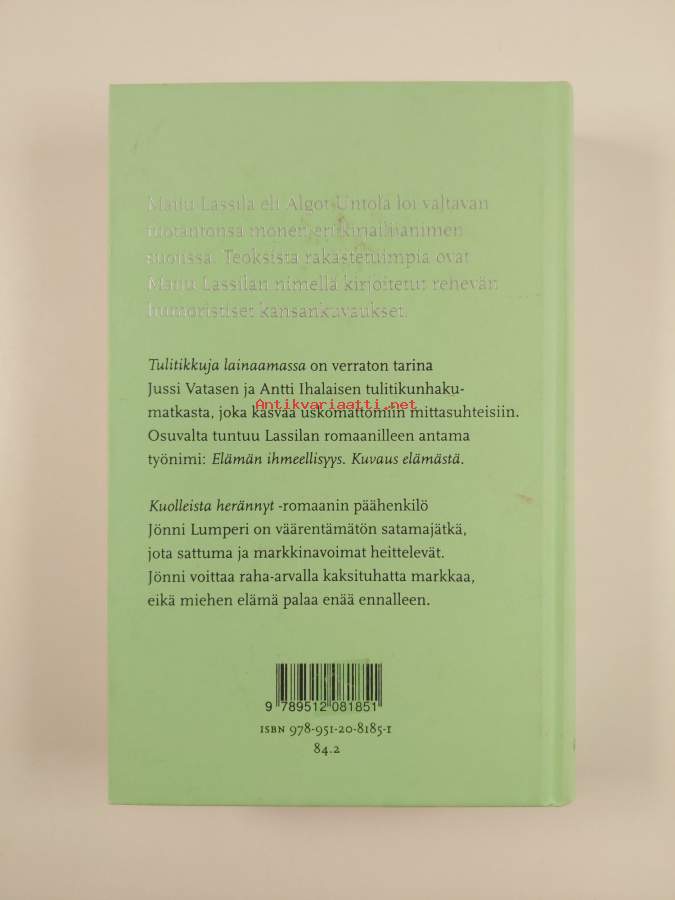 Maiju Lassila eli Algot Untola loi valtavan
tuotantonsa monen eri kirjailijanimen
suojissa. Teoksista rakastetuimpia ovat
Maiju Lassilan nimellä kirjoitetut rehevän
humoristiset kansankuvaukset.
Tulitikkuja lainaamassa on verraton tarina
Jussi Vatasen ja Antti Ihalaisen tulitikunhaku-
Antikvariaatti.net
matkasta, joka kasvaa uskomattomiin mittasuhteisiin.
Osuvalta tuntuu Lassilan romaanilleen antama
työnimi: Elämän ihmeellisyys. Kuvaus elämästä.
Kuolleista herännyt -romaanin päähenkilö
Jönni Lumperi on väärentämätön satamajätkä,
jota sattuma ja markkinavoimat heittelevät.
Jönni voittaa raha-arvalla kaksituhatta markkaa,
eikä miehen elämä palaa enää ennalleen.
9 789512 081851
ISBN 978-951-20-8185-1
84.2